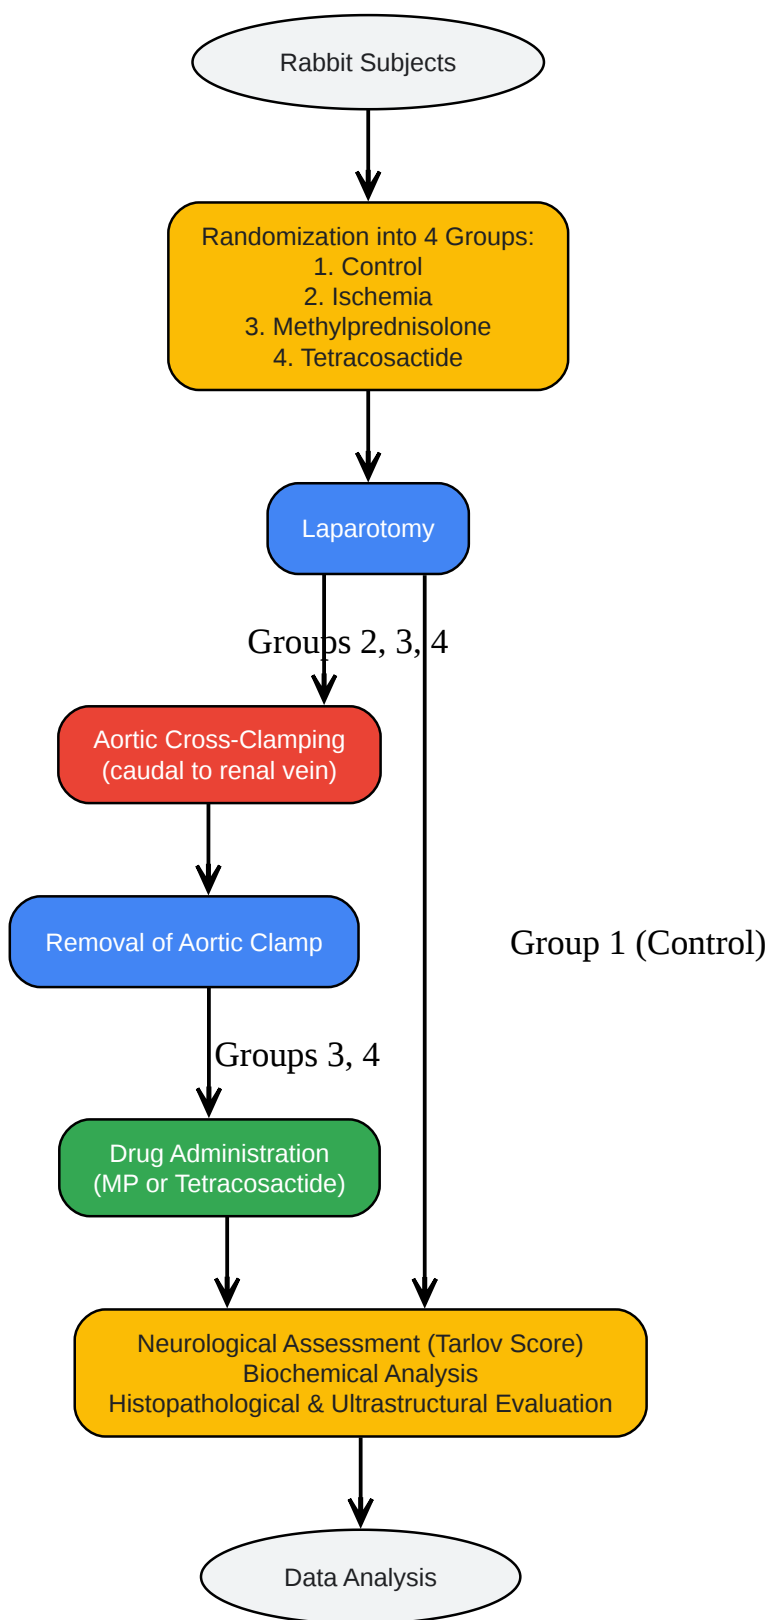 Rabbit Subjects
Randomization into 4 Groups:
1. Control
2. Ischemia
3. Methylprednisolone
4. Tetracosactide
Laparotomy
Groups 2, 3, 4
Aortic Cross-Clamping
(caudal to renal vein)
Removal of Aortic Clamp
Group 1 (Control)
Groups 3, 4
Drug Administration
(MP or Tetracosactide)
Neurological Assessment (Tarlov Score)
Biochemical Analysis
Histopathological & Ultrastructural Evaluation
Data Analysis